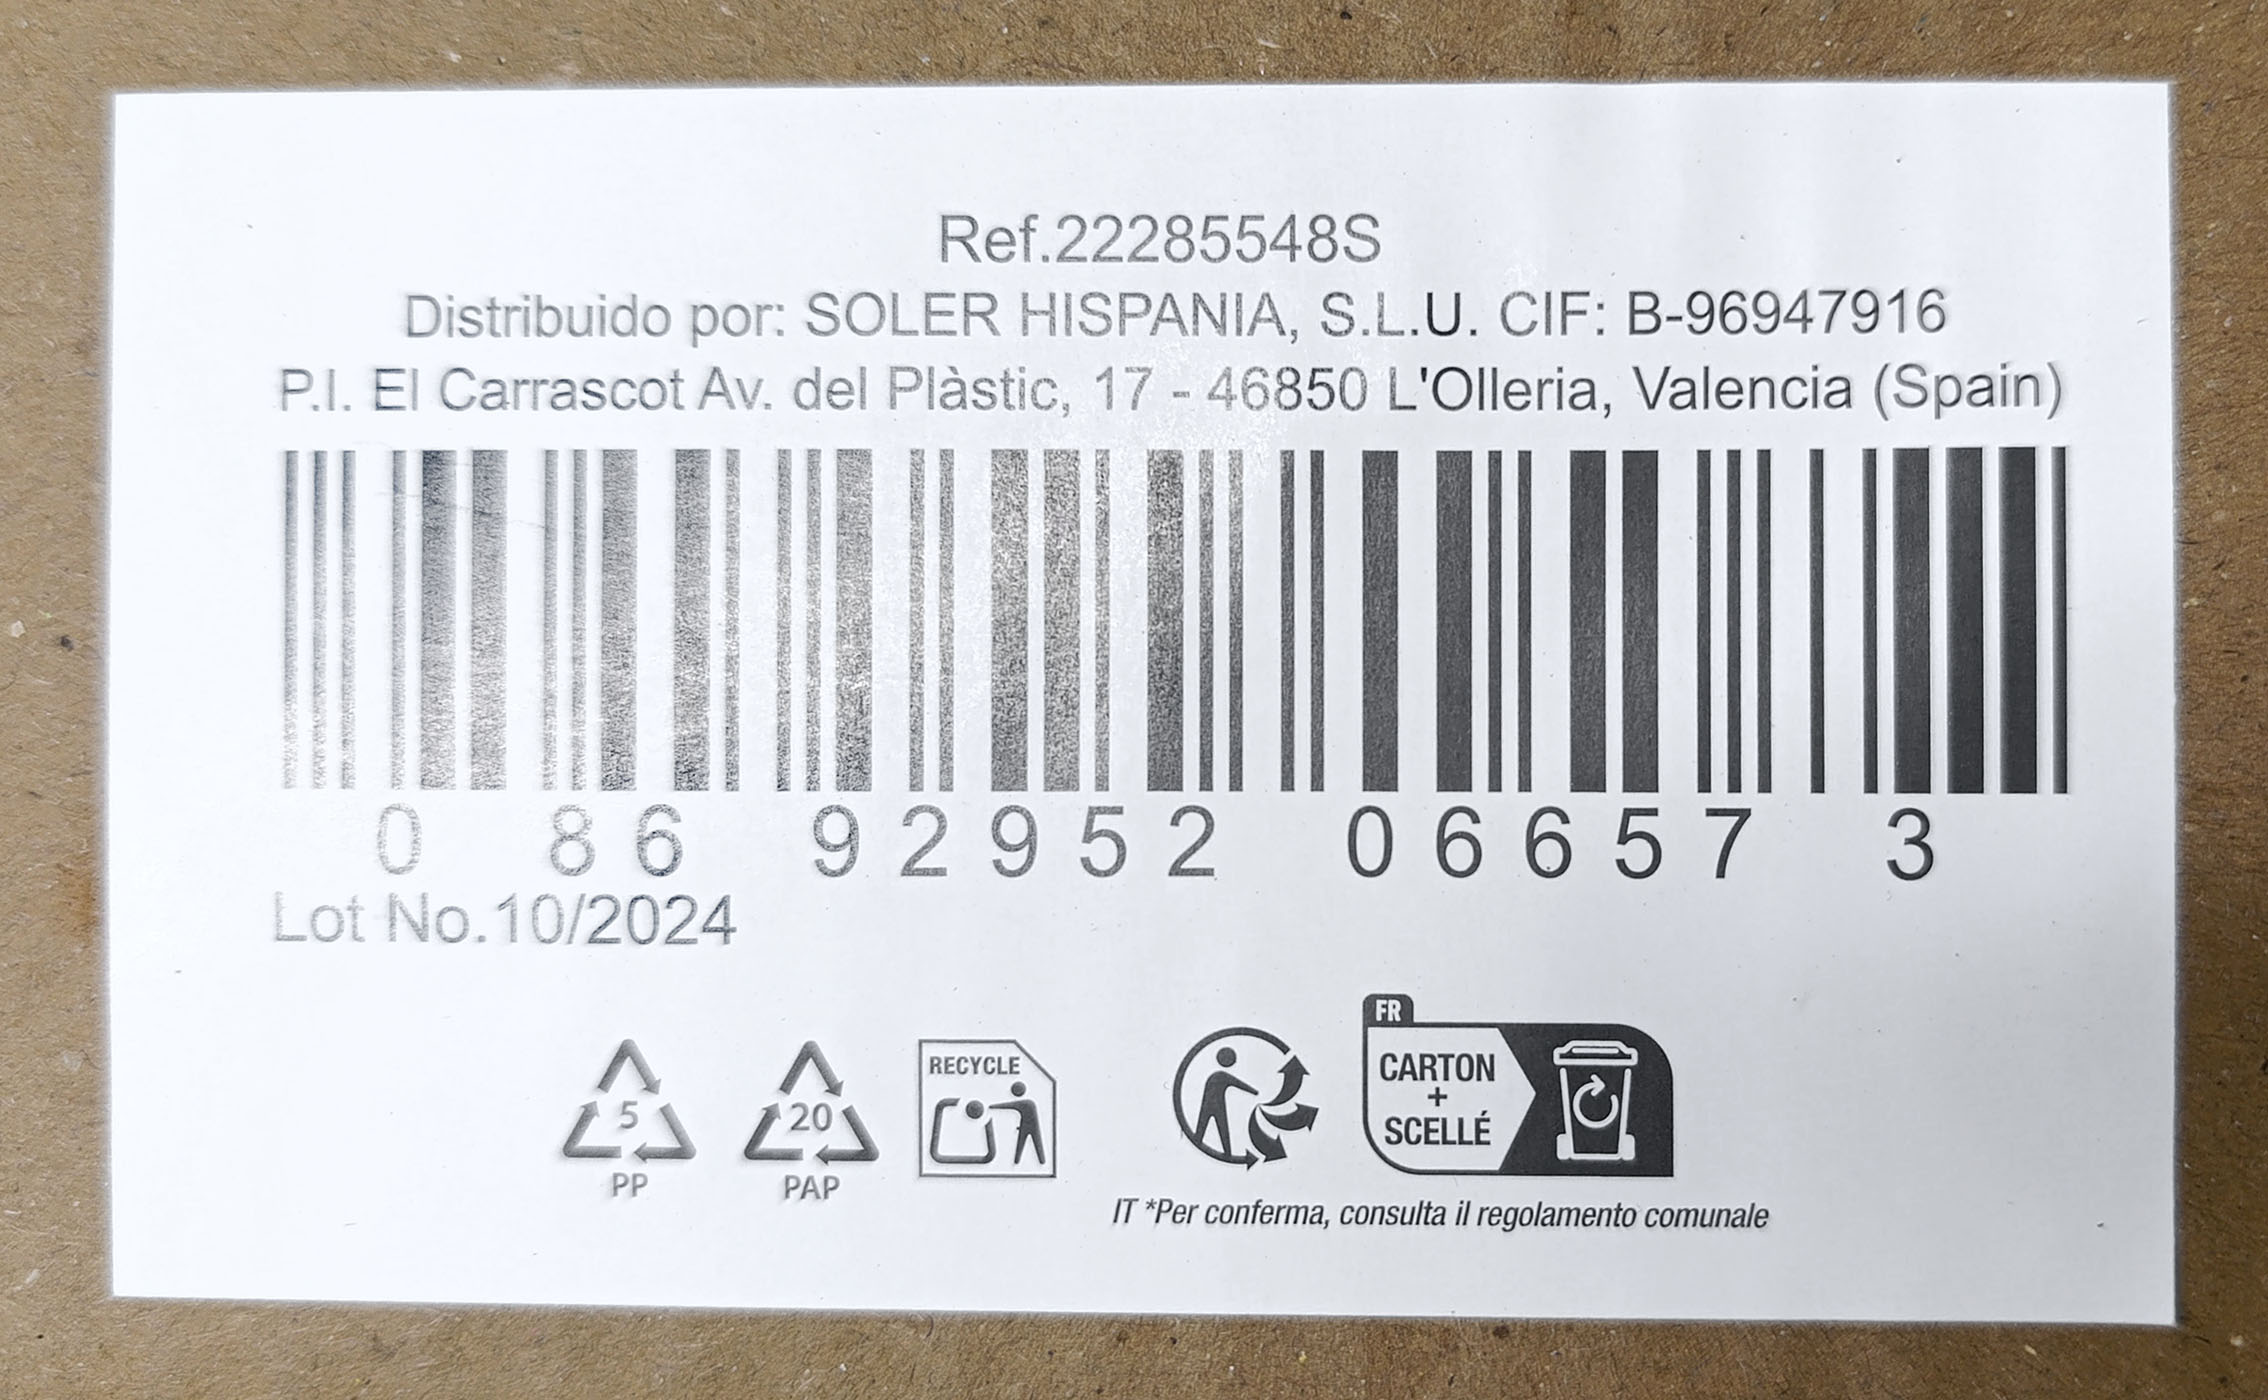 Ref.22285548S
Distribuido por: SOLER HISPANIA, S.L.U. CIF: B-96947916
P.I. El Carrascot Av. del Plàstic, 17 - 46850 L'Olleria, Valencia (Spain)
0 86 92952 06657 3
Lot No.10/2024
5
PP
20
PAP
RECYCLE
FR
CARTON
+
SCELLÉ
IT *Per conferma, consulta il regolamento comunale